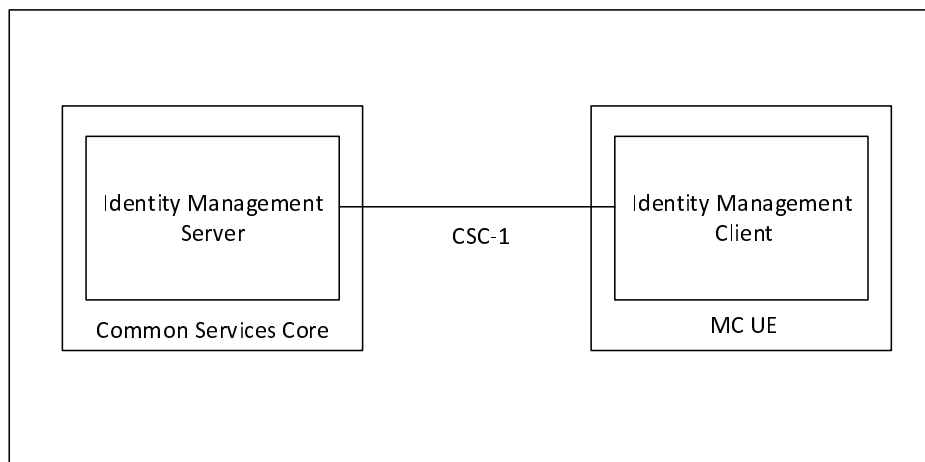 Identity Management
Server
Common Services Core
CSC-1
Identity Management
Client
MC UE